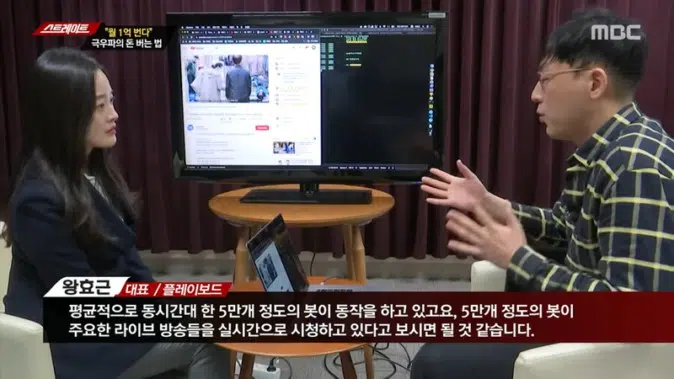 스트레이트
"월 1억 번다"
극우파의 돈 버는 법
MBC
왕효근 대표 / 플레이보드
평균적으로 동시간대 한 5만개 정도의 봇이 동작을 하고 있고요, 5만개 정도의 봇이
주요한 라이브 방송들을 실시간으로 시청하고 있다고 보시면 될 것 같습니다.